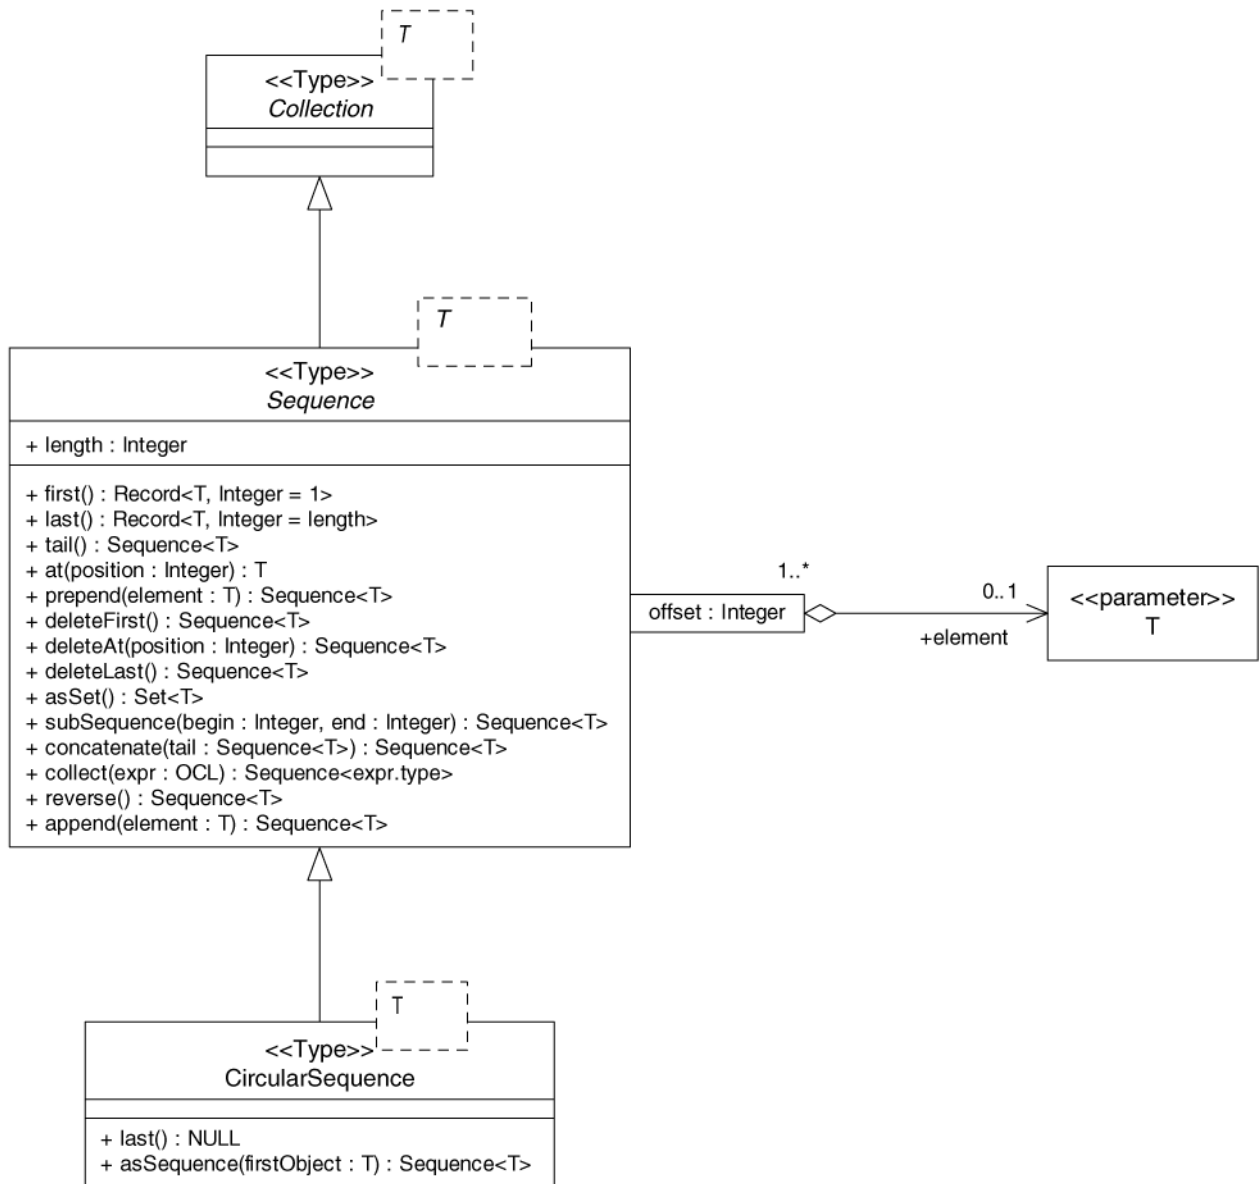 T
<<Type>>
Collection
T
<<Type>>
Sequence
+ length : Integer
+ first() : Record<T, Integer = 1>
+ last() : Record<T, Integer = length>
+ tail() : Sequence<T>
+ at(position : Integer) : T
+ prepend(element : T) : Sequence<T>
+ deleteFirst() : Sequence<T>
+ deleteAt(position : Integer) : Sequence<T>
+ deleteLast() : Sequence<T>
+ asSet() : Set<T>
+ subSequence(begin : Integer, end : Integer) : Sequence<T>
+ concatenate(tail : Sequence<T>) : Sequence<T>
+ collect(expr : OCL) : Sequence<expr.type>
+ reverse() : Sequence<T>
+ append(element : T) : Sequence<T>
1..*
offset : Integer
0..1
+element
<<parameter>>
T
T
<<Type>>
CircularSequence
+ last() : NULL
+ asSequence(firstObject : T) : Sequence<T>